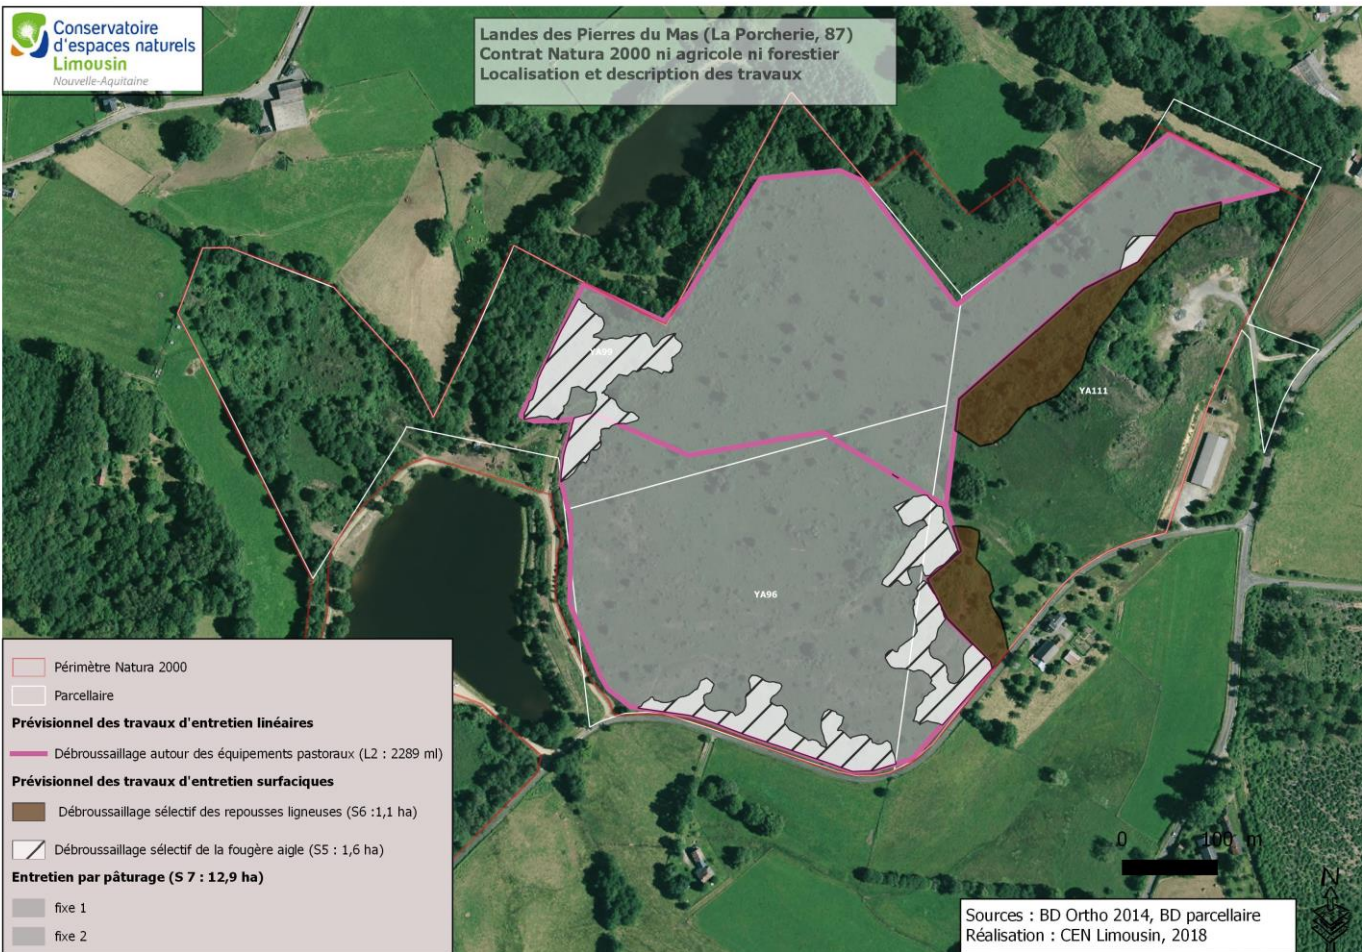 Conservatoire
d'espaces naturels
Limousin
Nouvelle-Aquitaine
Landes des Pierres du Mas (La Porcherie, 87)
Contrat Natura 2000 ni agricole ni forestier
Localisation et description des travaux
YA99
YA111
YA96
Périmètre Natura 2000
Parcellaire
Prévisionnel des travaux d'entretien linéaires
Débroussaillage autour des équipements pastoraux (L2 : 2289 ml)
Prévisionnel des travaux d'entretien surfaciques
Débroussaillage sélectif des repousses ligneuses (S6 :1,1 ha)
Débroussaillage sélectif de la fougère aigle (S5 : 1,6 ha)
Entretien par pâturage (S 7 : 12,9 ha)
fixe 1
fixe 2
0 100 m
N
Sources : BD Ortho 2014, BD parcellaire
Réalisation : CEN Limousin, 2018